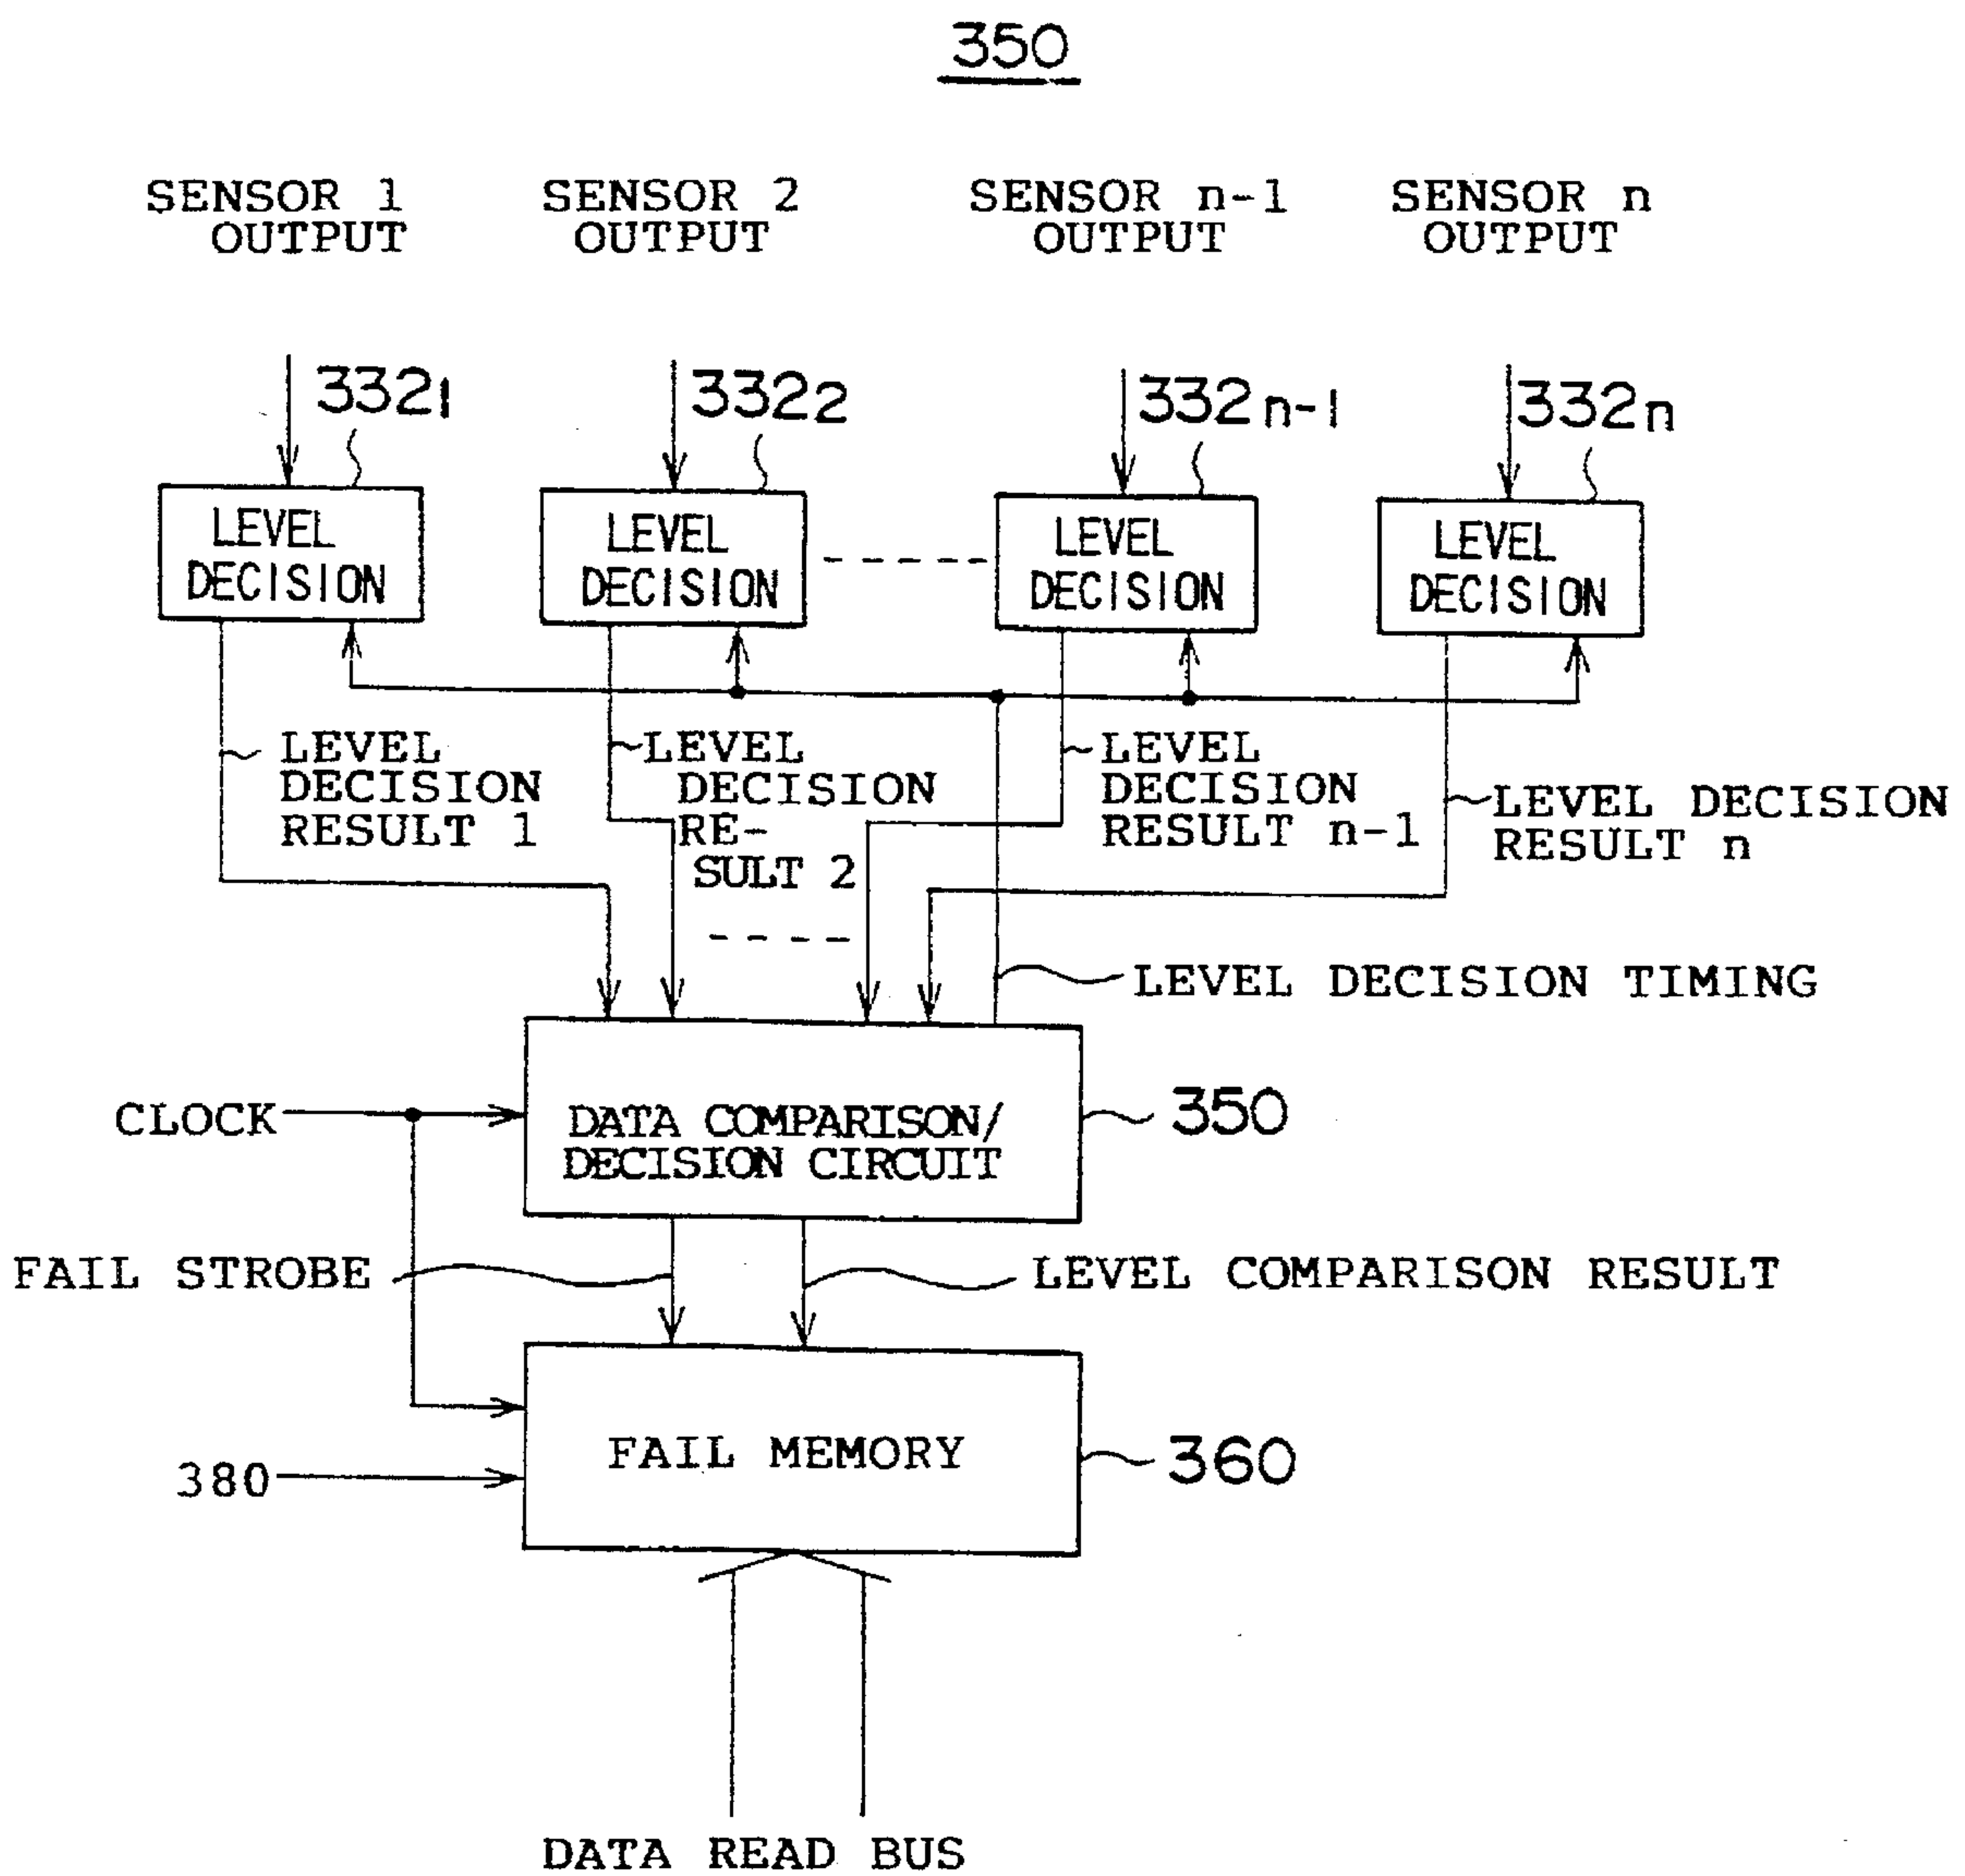 350
SENSOR 1
OUTPUT
SENSOR 2
OUTPUT
SENSOR n-1
OUTPUT
SENSOR n
OUTPUT
332₁
332₂
332n-1
332n
LEVEL
DECISION
LEVEL
DECISION
LEVEL
DECISION
LEVEL
DECISION
LEVEL
DECISION
RESULT 1
LEVEL
DECISION
RE-
SULT 2
LEVEL
DECISION
RESULT n-1
LEVEL DECISION
RESULT n
LEVEL DECISION TIMING
CLOCK
DATA COMPARISON/
DECISION CIRCUIT
350
FAIL STROBE
LEVEL COMPARISON RESULT
FAIL MEMORY
360
380
DATA READ BUS